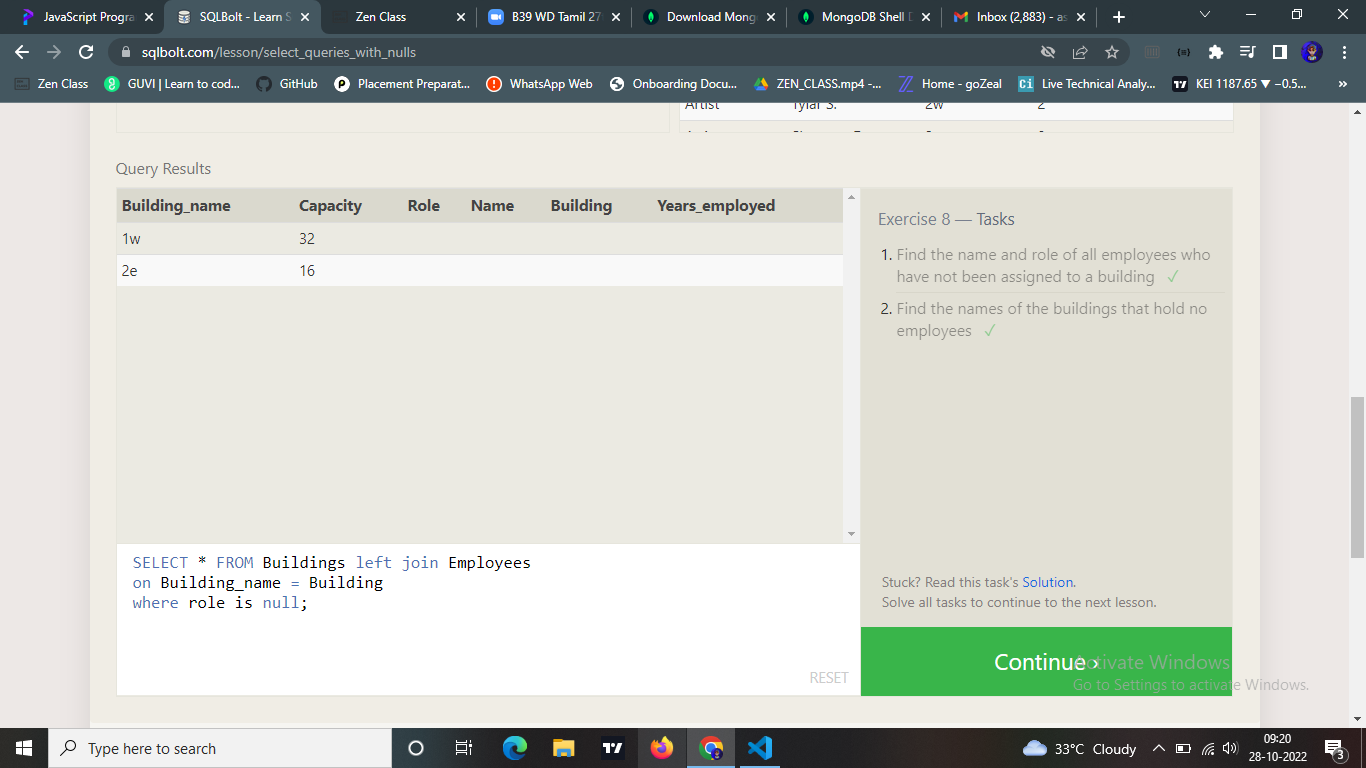 JavaScript Progra
SQLBolt - Learn S
Zen Class
B39 WD Tamil 27
Download Mong
MongoDB Shell D
Inbox (2,883) - as
sqlbolt.com/lesson/select_queries_with_nulls
Zen Class
GUVI | Learn to cod...
GitHub
Placement Preparat...
WhatsApp Web
Onboarding Docu...
ZEN_CLASS.mp4 -...
Home - goZeal
Ci
Live Technical Analy...
KEI 1187.65 ▼ −0.5...
»
Artist Tylar S. 2w 2
Query Results
Building_name Capacity Role Name Building Years_employed
1w 32
2e 16
Exercise 8 — Tasks
1. Find the name and role of all employees who
have not been assigned to a building ✓
2. Find the names of the buildings that hold no
employees ✓
SELECT * FROM Buildings left join Employees
on Building_name = Building
where role is null;
RESET
Stuck? Read this task's Solution.
Solve all tasks to continue to the next lesson.
Continue ›
Activate Windows
Go to Settings to activate Windows.
Type here to search
33°C Cloudy
09:20
28-10-2022
3